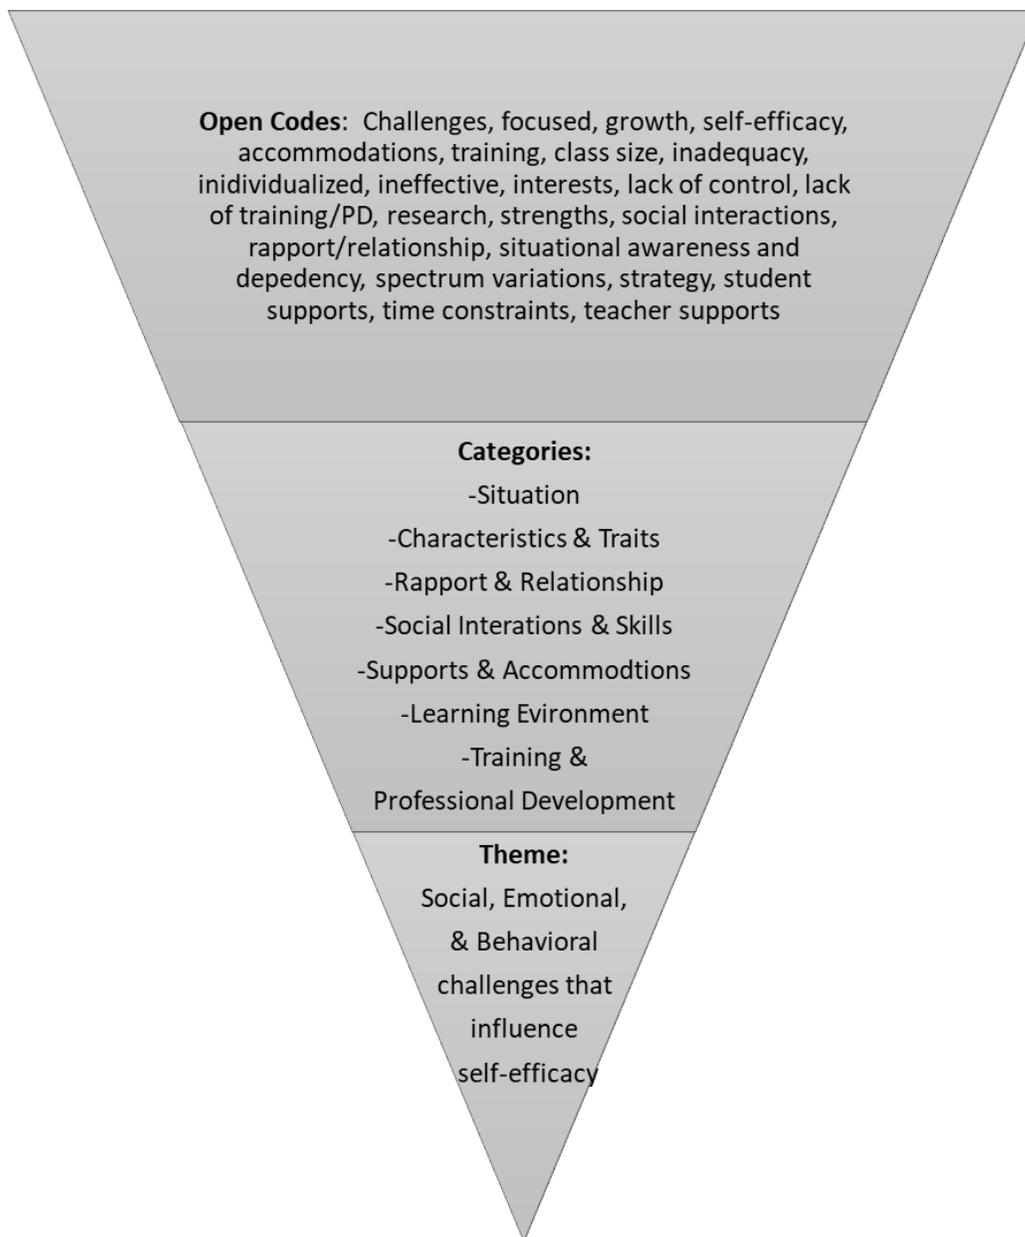 Open Codes:  Challenges, focused, growth, self-efficacy,
accommodations, training, class size, inadequacy,
inidividualized, ineffective, interests, lack of control, lack
of training/PD, research, strengths, social interactions,
rapport/relationship, situational awareness and
depedency, spectrum variations, strategy, student
supports, time constraints, teacher supports
Categories:
-Situation
-Characteristics & Traits
-Rapport & Relationship
-Social Interations & Skills
-Supports & Accommodtions
-Learning Evironment
-Training &
Professional Development
Theme:
Social, Emotional,
& Behavioral
challenges that
influence
self-efficacy